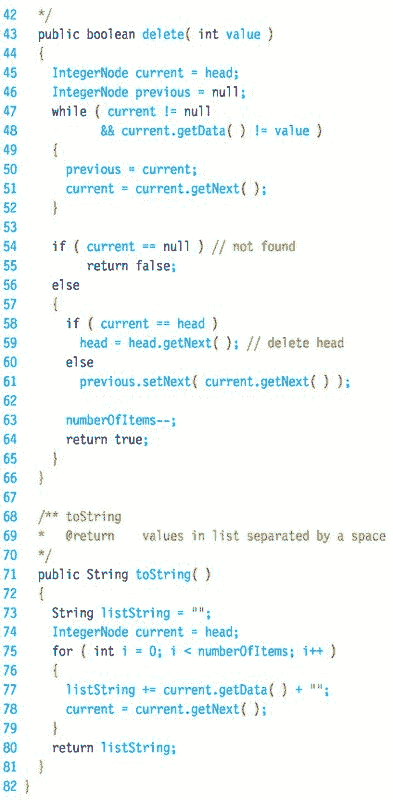 42 */
43 public boolean delete( int value )
44 {
45 IntegerNode current = head;
46 IntegerNode previous = null;
47 while ( current != null
48 && current.getData( ) != value )
49 {
50 previous = current;
51 current = current.getNext( );
52 }
53
54 if ( current == null ) // not found
55 return false;
56 else
57 {
58 if ( current == head )
59 head = head.getNext( ); // delete head
60 else
61 previous.setNext( current.getNext( ) );
62
63 numberOfItems--;
64 return true;
65 }
66 }
67
68 /** toString
69 * @return values in list separated by a space
70 */
71 public String toString( )
72 {
73 String listString = "";
74 IntegerNode current = head;
75 for ( int i = 0; i < numberOfItems; i++ )
76 {
77 listString += current.getData( ) + "";
78 current = current.getNext( );
79 }
80 return listString;
81 }
82 }